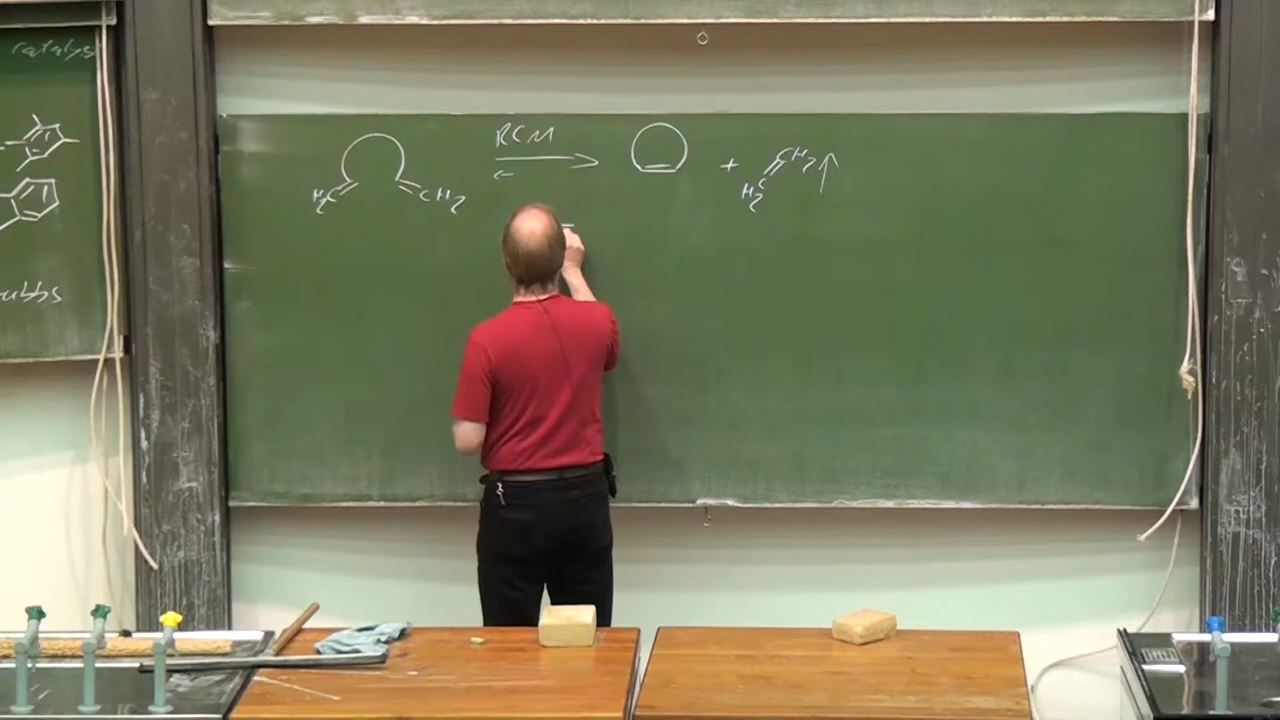 catalys
ubbs
RCM
H2C
CH2
+
H2C
CH2 ↑